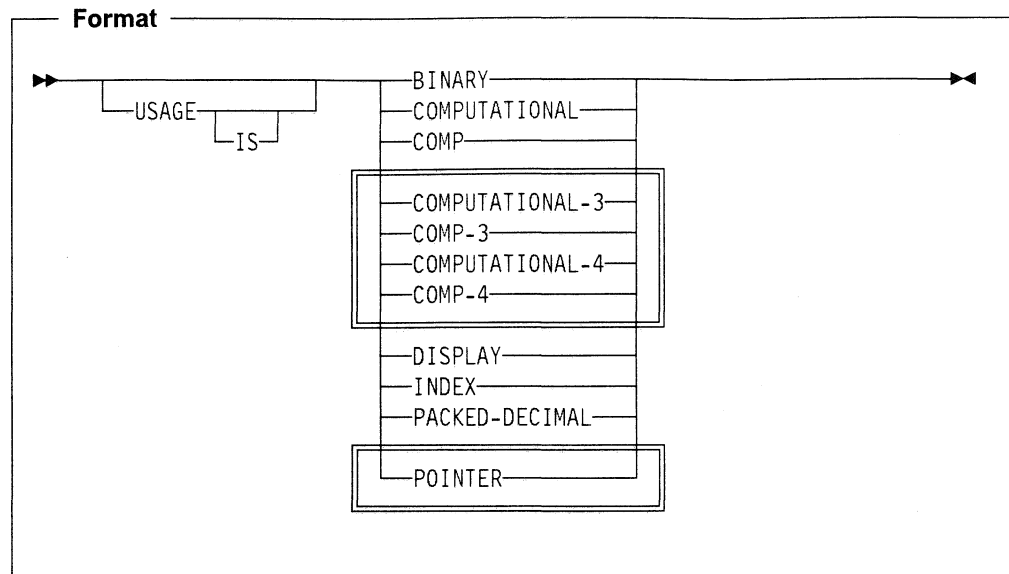 Format
BINARY
USAGE
COMPUTATIONAL
IS
COMP
COMPUTATIONAL-3
COMP-3
COMPUTATIONAL-4
COMP-4
DISPLAY
INDEX
PACKED-DECIMAL
POINTER